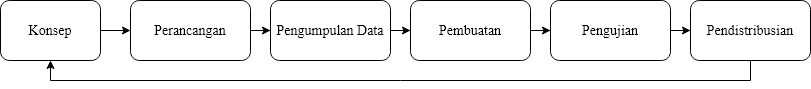 Konsep
Perancangan
Pengumpulan Data
Pembuatan
Pengujian
Pendistribusian